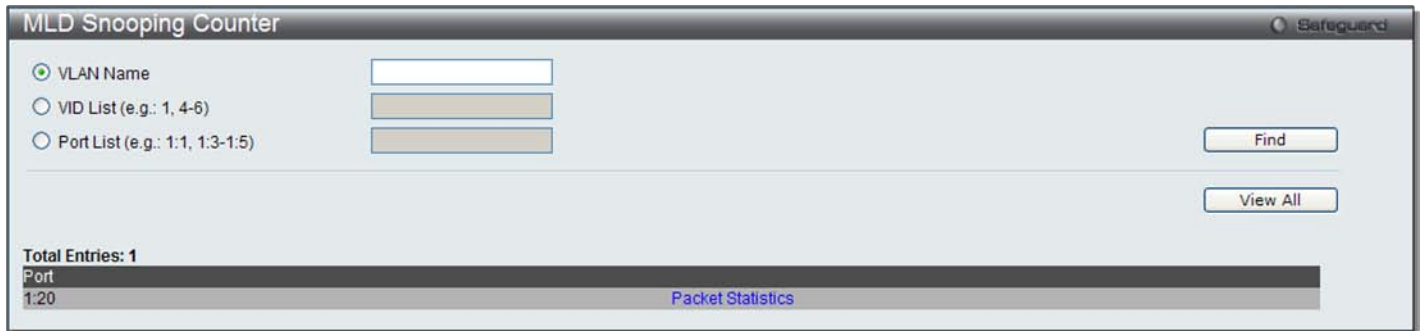 MLD Snooping Counter
Safeguard
VLAN Name
VID List (e.g.: 1, 4-6)
Port List (e.g.: 1:1, 1:3-1:5)
Find
View All
Total Entries: 1
Port
1:20 Packet Statistics